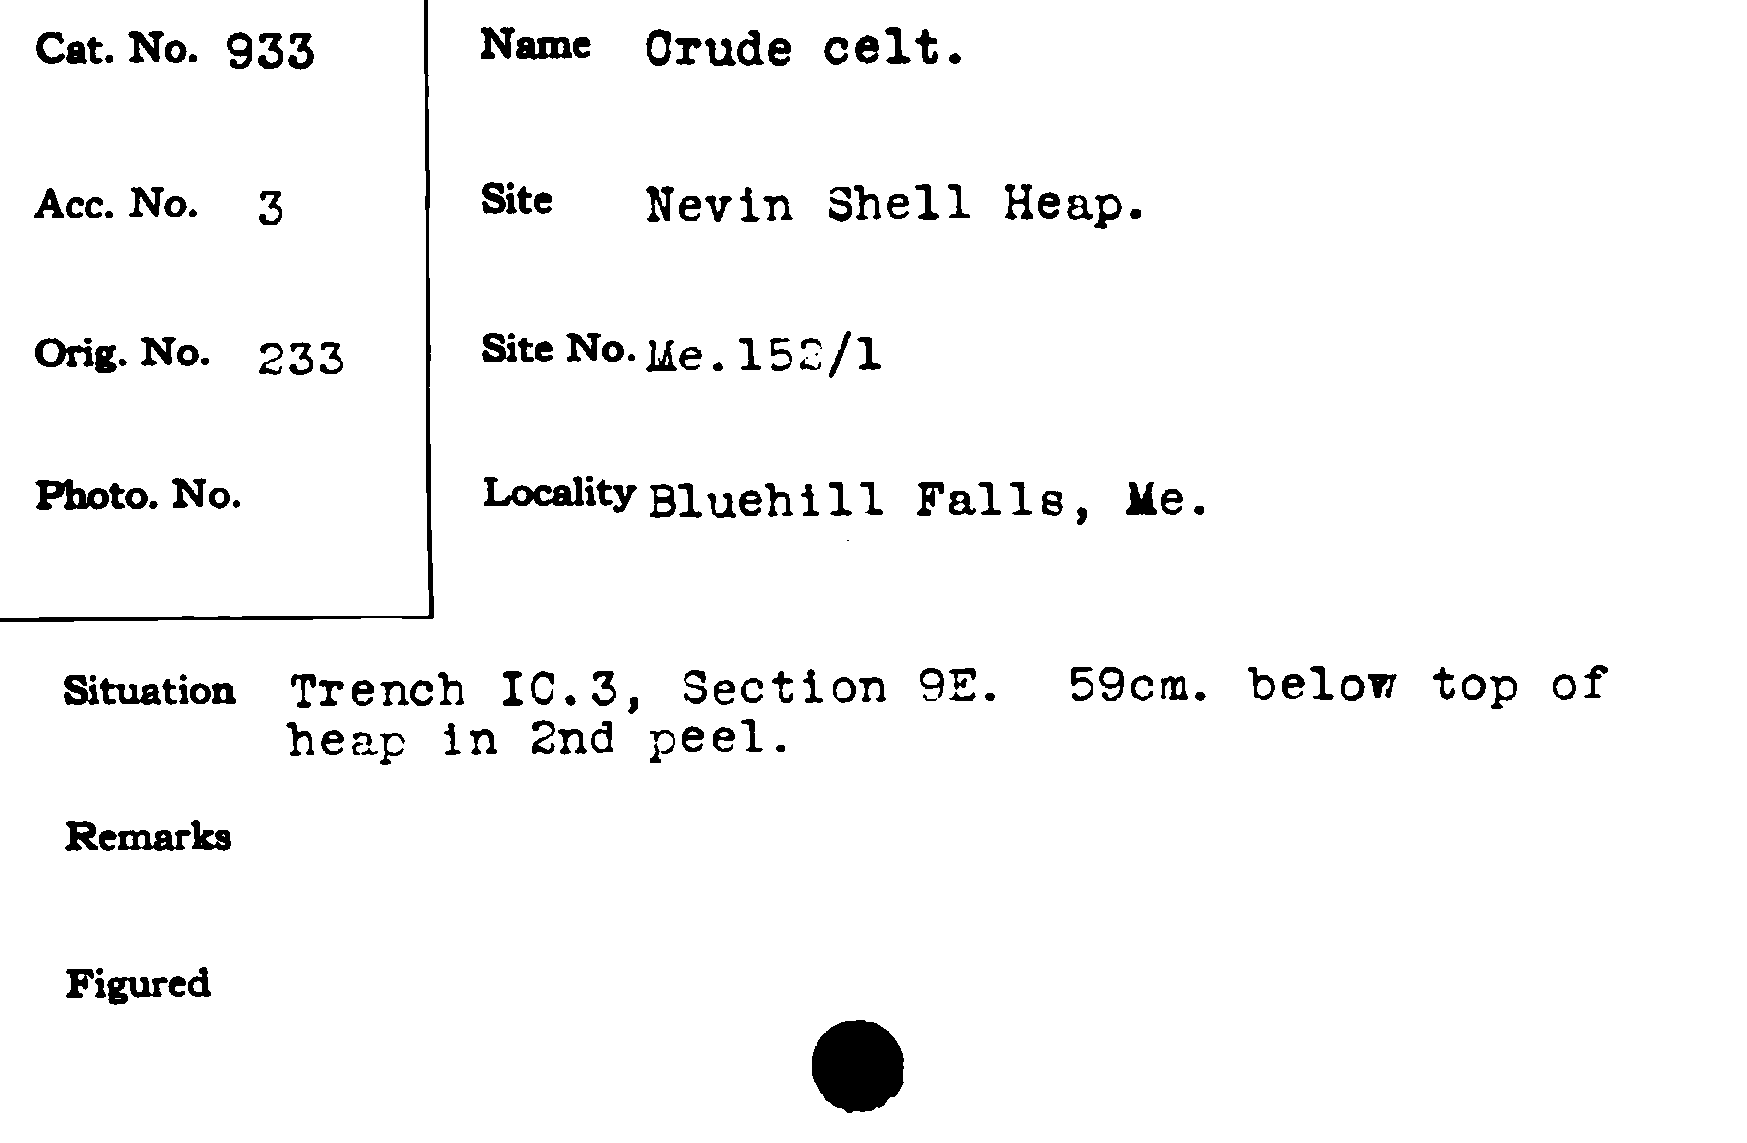 Cat. No. 933
Name Crude celt.
Acc. No. 3
Site Nevin Shell Heap.
Orig. No. 233
Site No. Me.152/1
Photo. No.
Locality Bluehill Falls, Me.
Situation Trench IC.3, Section 9E. 59cm. below top of
heap in 2nd peel.
Remarks
Figured